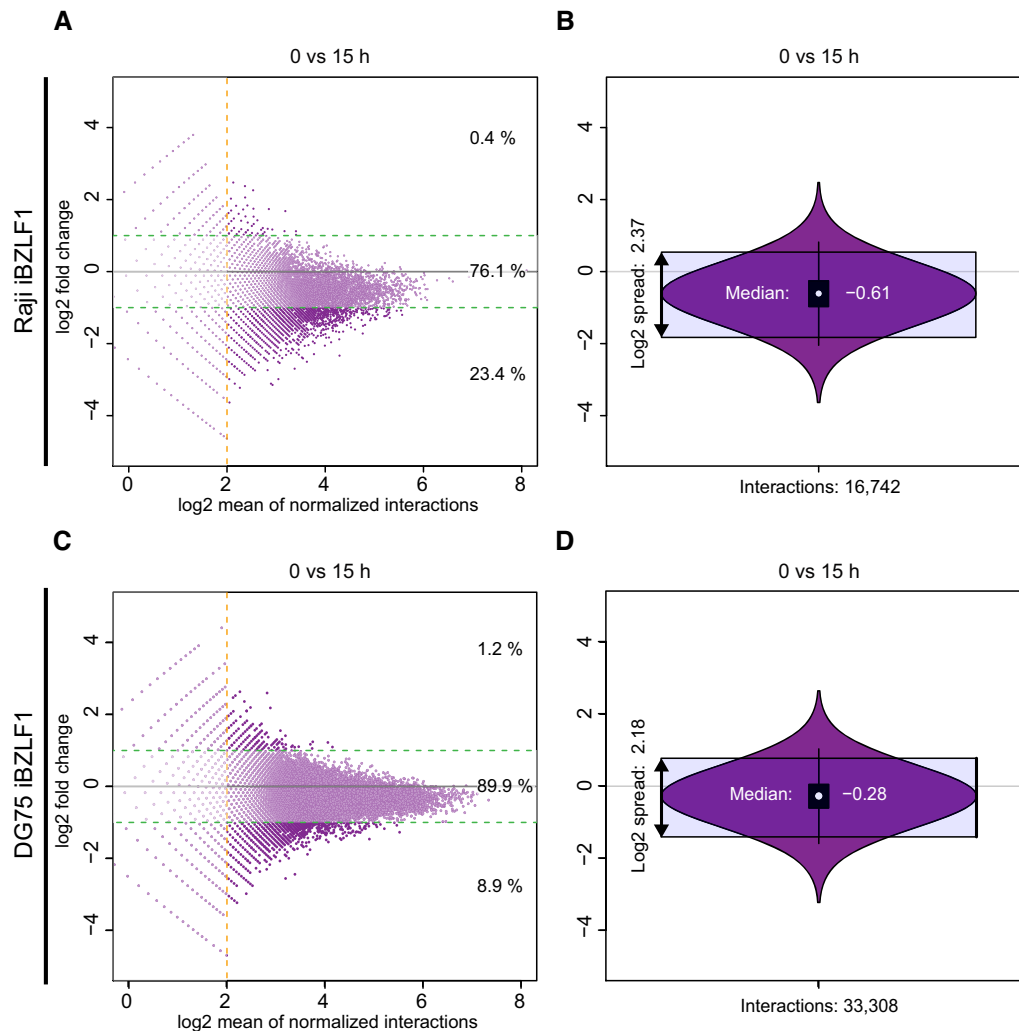 A
0 vs 15 h
Raji iBZLF1
log2 fold change
4
2
0
−2
−4
0.4 %
76.1 %
23.4 %
0 2 4 6 8
log2 mean of normalized interactions
B
0 vs 15 h
4
2
0
−2
−4
Log2 spread: 2.37
Median: −0.61
Interactions: 16,742
C
0 vs 15 h
DG75 iBZLF1
log2 fold change
4
2
0
−2
−4
1.2 %
89.9 %
8.9 %
0 2 4 6 8
log2 mean of normalized interactions
D
0 vs 15 h
4
2
0
−2
−4
Log2 spread: 2.18
Median: −0.28
Interactions: 33,308